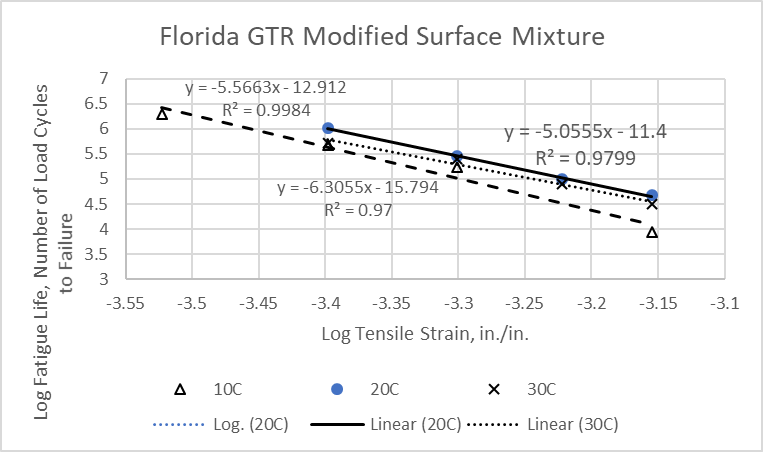 Florida GTR Modified Surface Mixture
Log Fatigue Life, Number of Load Cycles
to Failure
7
6.5
6
5.5
5
4.5
4
3.5
3
y = -5.5663x - 12.912
R² = 0.9984
y = -5.0555x - 11.4
R² = 0.9799
y = -6.3055x - 15.794
R² = 0.97
-3.55 -3.5 -3.45 -3.4 -3.35 -3.3 -3.25 -3.2 -3.15 -3.1
Log Tensile Strain, in./in.
10C 20C 30C
Log. (20C) Linear (20C) Linear (30C)